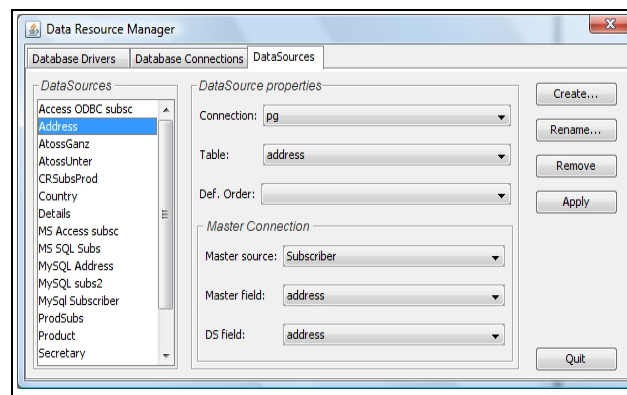 Data Resource Manager
Database Drivers
Database Connections
DataSources
DataSources
Access ODBC subsc
Address
AtossGanz
AtossUnter
CRSubsProd
Country
Details
MS Access subsc
MS SQL Subs
MySQL Address
MySQL subs2
MySql Subscriber
ProdSubs
Product
Secretary
DataSource properties
Connection: pg
Table: address
Def. Order:
Master Connection
Master source: Subscriber
Master field: address
DS field: address
Create...
Rename...
Remove
Apply
Quit